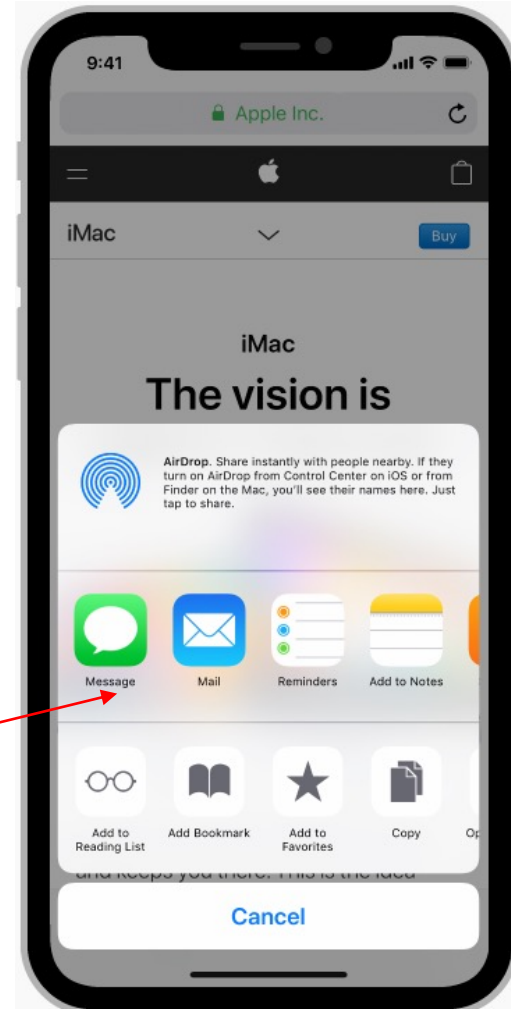 9:41
Apple Inc.
iMac
Buy
iMac
The vision is
AirDrop. Share instantly with people nearby. If they
turn on AirDrop from Control Center on iOS or from
Finder on the Mac, you'll see their names here. Just
tap to share.
Message Mail Reminders Add to Notes
Add to Reading List
Add Bookmark
Add to Favorites
Copy
and keeps you there. This is the idea
Cancel